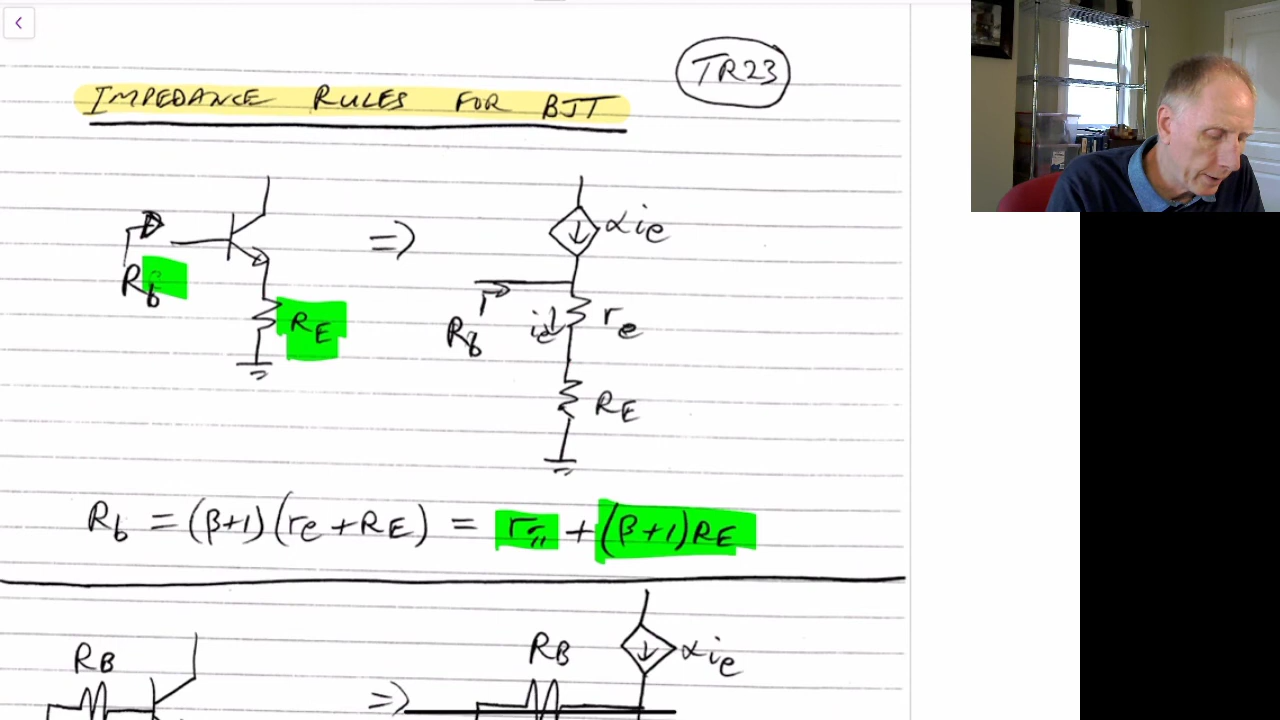 TR23
IMPEDANCE RULES FOR BJT
Rb
RE
=>
αie
Rb
ie
re
RE
Rb = (β+1)(re+RE) = rπ + (β+1)RE
RB
=>
RB
αie